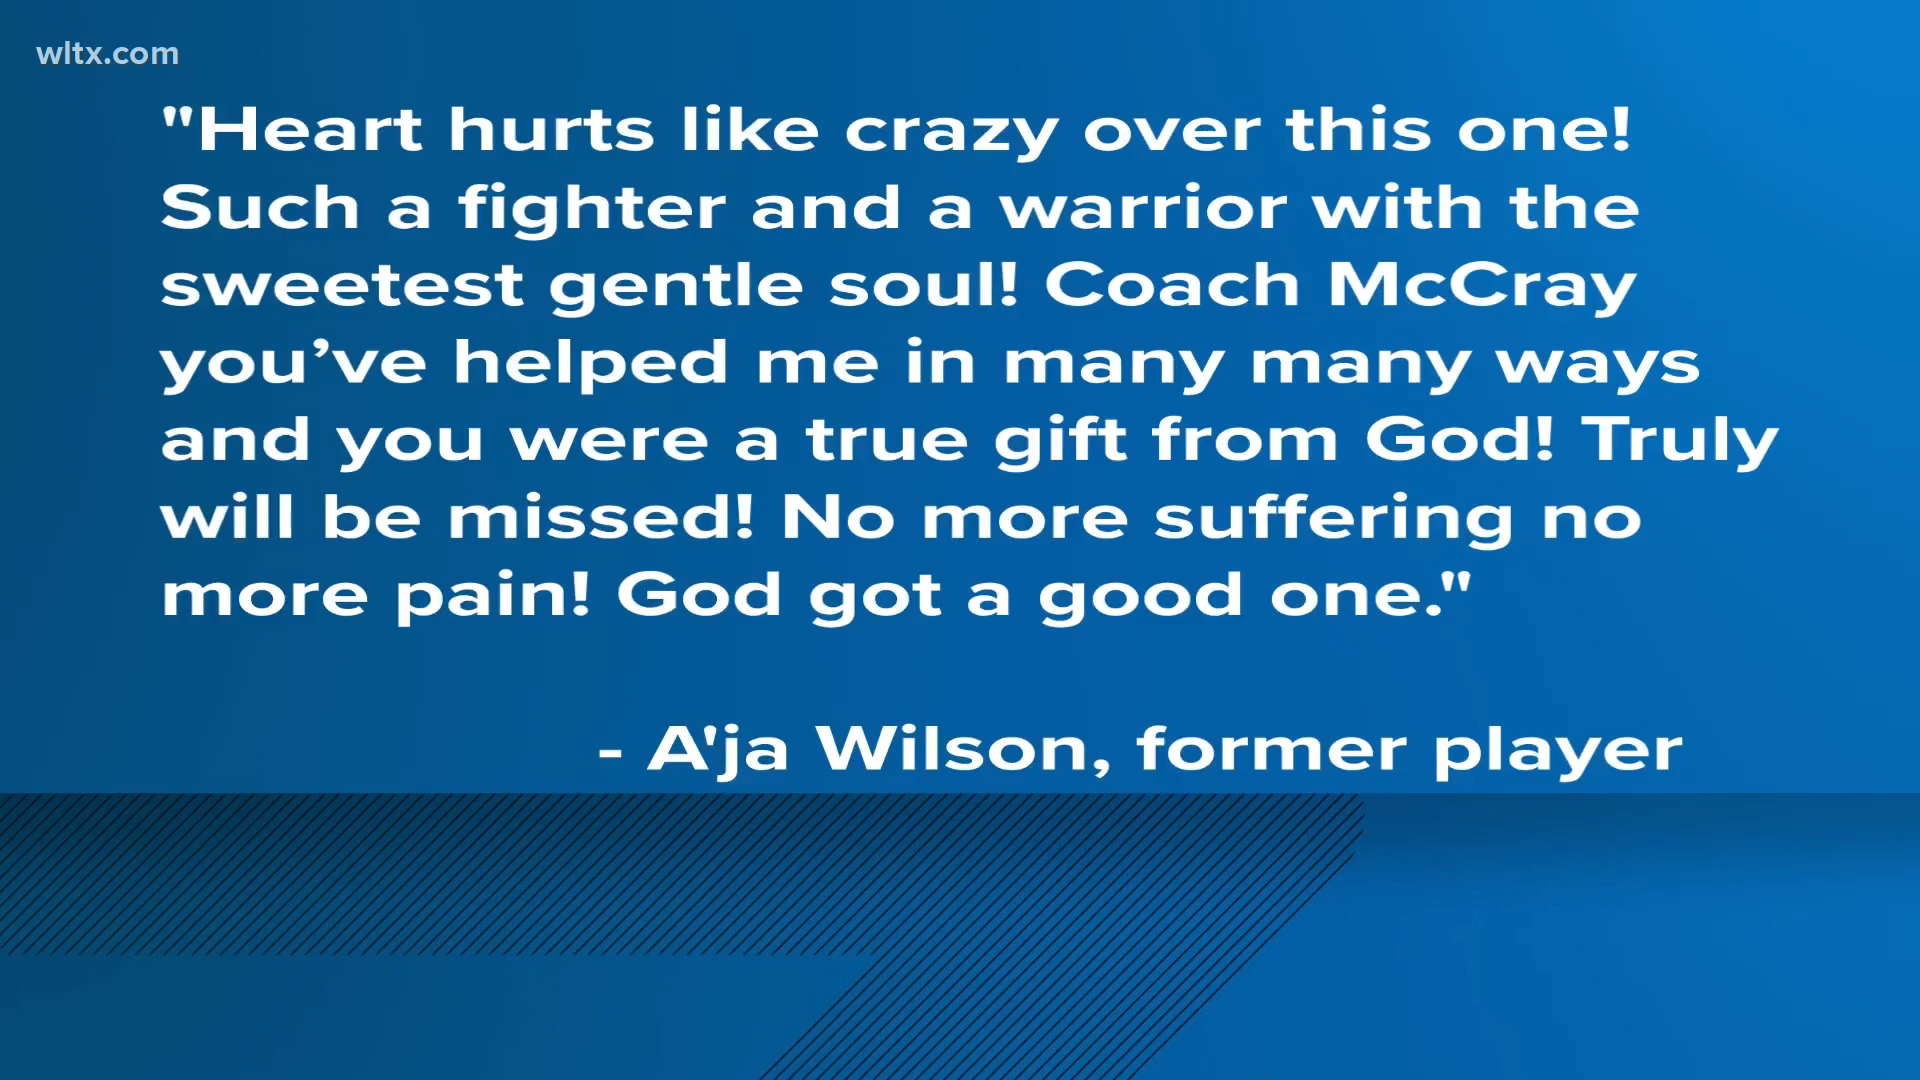 wltx.com
"Heart hurts like crazy over this one!
Such a fighter and a warrior with the
sweetest gentle soul! Coach McCray
you’ve helped me in many many ways
and you were a true gift from God! Truly
will be missed! No more suffering no
more pain! God got a good one."
- A'ja Wilson, former player